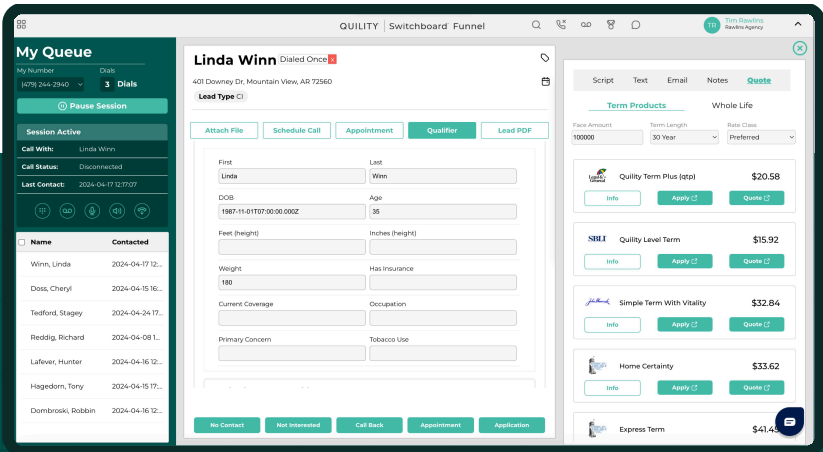 QUILITY Switchboard Funnel
TR
Tim Rawlins
Rawlins Agency
My Queue
My Number Dials
(479) 244-2940 3 Dials
Pause Session
Session Active
Call With: Linda Winn
Call Status: Disconnected
Last Contact: 2024-04-17 12:17:07
Name Contacted
Winn, Linda 2024-04-17 12:...
Doss, Cheryl 2024-04-15 16:...
Tedford, Stagey 2024-04-24 17...
Reddig, Richard 2024-04-08 1...
Lafever, Hunter 2024-04-16 12:...
Hagedorn, Tony 2024-04-15 17:...
Dombroski, Robbin 2024-04-16 12:...
Linda Winn Dialed Once x
401 Downey Dr, Mountain View, AR 72560
Lead Type CI
Attach File Schedule Call Appointment Qualifier Lead PDF
First Last
Linda Winn
DOB Age
1987-11-01T07:00:00.000Z 35
Feet (height) Inches (height)
Weight Has Insurance
180
Current Coverage Occupation
Primary Concern Tobacco Use
No Contact Not Interested Call Back Appointment Application
Script Text Email Notes Quote
Term Products Whole Life
Face Amount Term Length Rate Class
100000 30 Year Preferred
Legal & General Quility Term Plus (qtp) $20.58
Info Apply Quote
SBLI Quility Level Term $15.92
Info Apply Quote
John Hancock Simple Term With Vitality $32.84
Info Apply Quote
Home Certainty $33.62
Info Apply Quote
Express Term $41.45